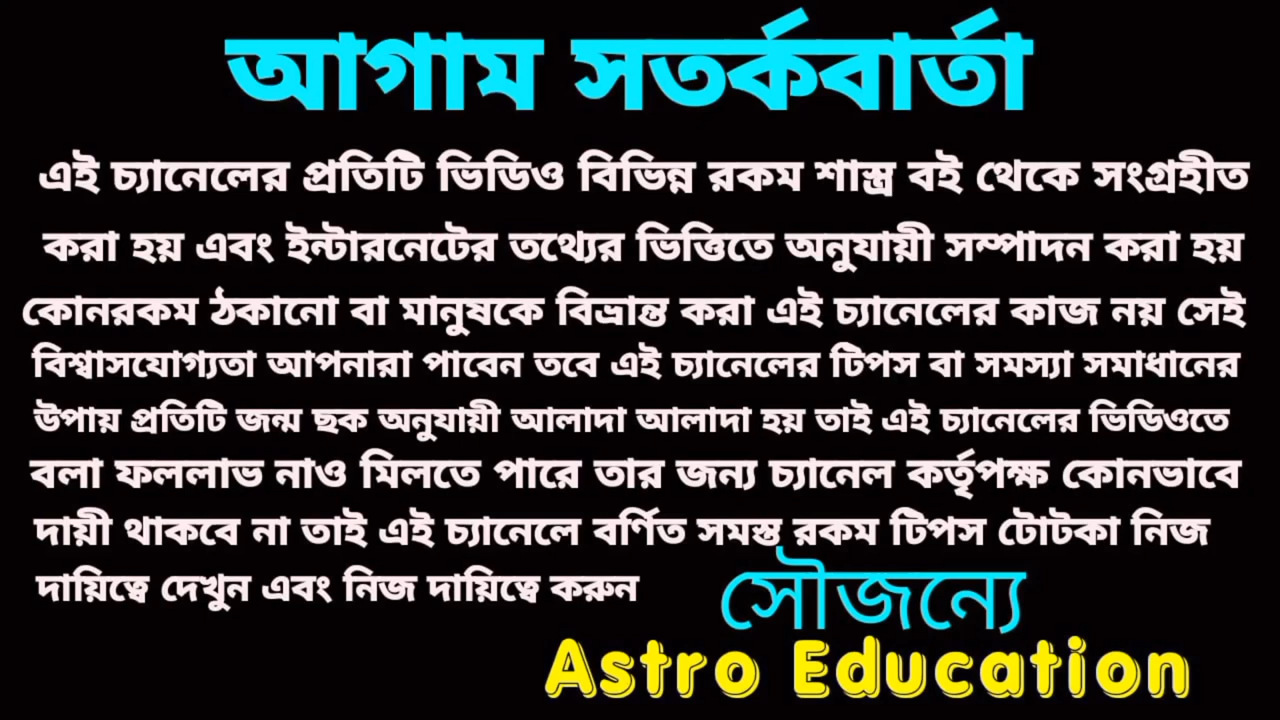 আগাম সতর্কবার্তা
এই চ্যানেলের প্রতিটি ভিডিও বিভিন্ন রকম শাস্ত্র বই থেকে সংগ্রহীত
করা হয় এবং ইন্টারনেটের তথ্যের ভিত্তিতে অনুযায়ী সম্পাদন করা হয়
কোনরকম ঠকানো বা মানুষকে বিভ্রান্ত করা এই চ্যানেলের কাজ নয় সেই
বিশ্বাসযোগ্যতা আপনারা পাবেন তবে এই চ্যানেলের টিপস বা সমস্যা সমাধানের
উপায় প্রতিটি জন্ম ছক অনুযায়ী আলাদা আলাদা হয় তাই এই চ্যানেলের ভিডিওতে
বলা ফললাভ নাও মিলতে পারে তার জন্য চ্যানেল কর্তৃপক্ষ কোনভাবে
দায়ী থাকবে না তাই এই চ্যানেলে বর্ণিত সমস্ত রকম টিপস টোটকা নিজ
দায়িত্বে দেখুন এবং নিজ দায়িত্বে করুন
সৌজন্যে
Astro Education